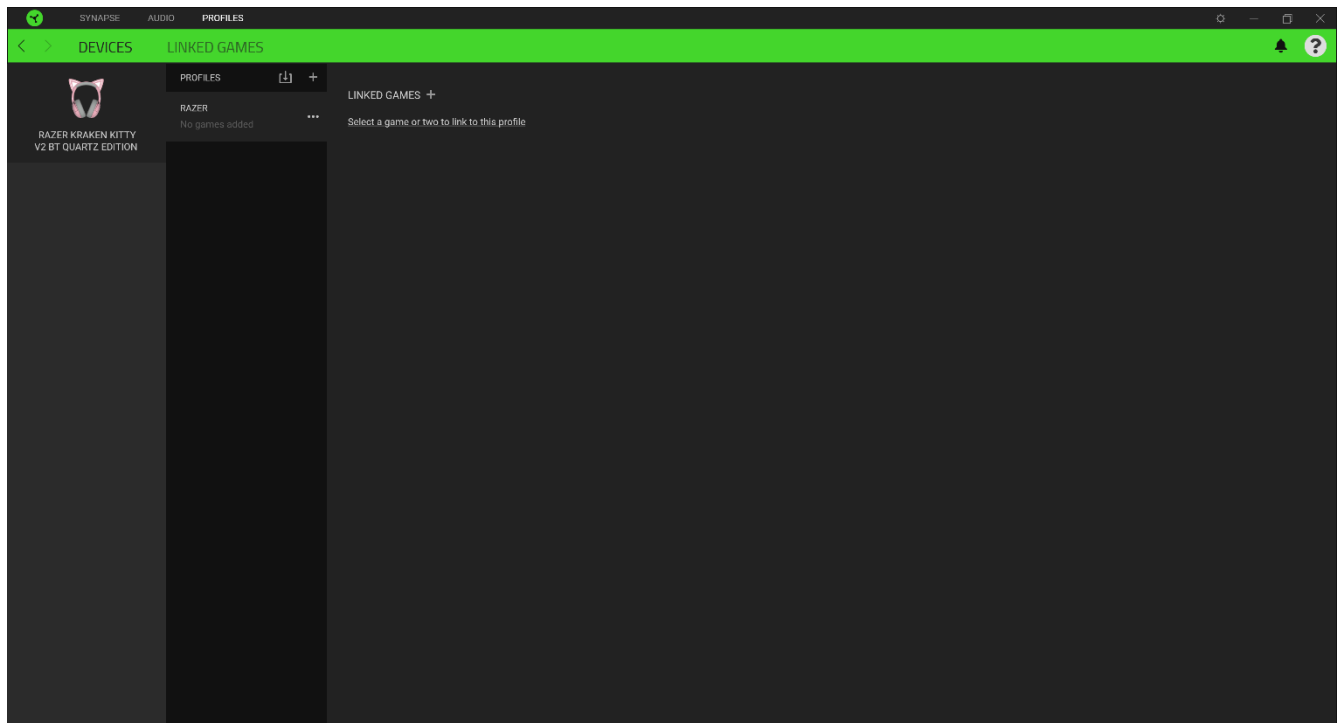 SYNAPSE AUDIO PROFILES
DEVICES LINKED GAMES
RAZER KRAKEN KITTY
V2 BT QUARTZ EDITION
PROFILES
RAZER
No games added
LINKED GAMES +
Select a game or two to link to this profile